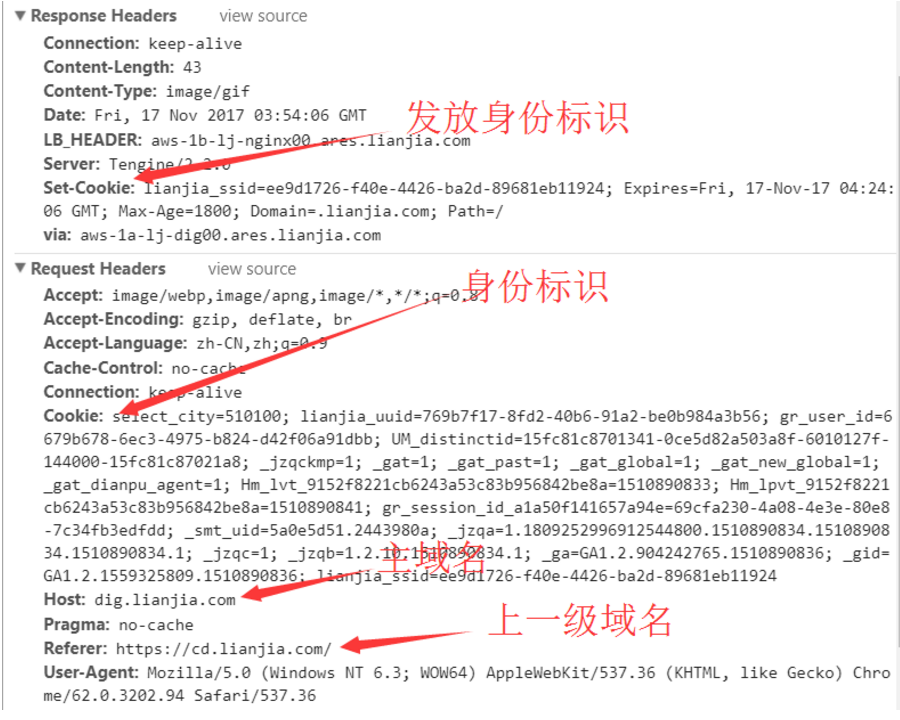 Response Headers view source
Connection: keep-alive
Content-Length: 43
Content-Type: image/gif
Date: Fri, 17 Nov 2017 03:54:06 GMT
发放身份标识
LB_HEADER: aws-1b-lj-nginx00.ares.lianjia.com
Server: Tengine/2.2.0
Set-Cookie: lianjia_ssid=ee9d1726-f40e-4426-ba2d-89681eb11924; Expires=Fri, 17-Nov-17 04:24:
06 GMT; Max-Age=1800; Domain=.lianjia.com; Path=/
via: aws-1a-lj-dig00.ares.lianjia.com
Request Headers view source
身份标识
Accept: image/webp,image/apng,image/*,*/*;q=0.8
Accept-Encoding: gzip, deflate, br
Accept-Language: zh-CN,zh;q=0.9
Cache-Control: no-cache
Connection: keep-alive
Cookie: select_city=510100; lianjia_uuid=769b7f17-8fd2-40b6-91a2-be0b984a3b56; gr_user_id=6
679b678-6ec3-4975-b824-d42f06a91dbb; UM_distinctid=15fc81c8701341-0ce5d82a503a8f-6010127f-
144000-15fc81c87021a8; _jzqckmp=1; _gat=1; _gat_past=1; _gat_global=1; _gat_new_global=1;
_gat_dianpu_agent=1; Hm_lvt_9152f8221cb6243a53c83b956842be8a=1510890833; Hm_lpvt_9152f8221
cb6243a53c83b956842be8a=1510890841; gr_session_id_a1a50f141657a94e=69cfa230-4a08-4e3e-80e8
-7c34fb3edfdd; _smt_uid=5a0e5d51.2443980a; _jzqa=1.1809252996912544800.1510890834.15108908
34.1510890834.1; _jzqc=1; _jzqb=1.2.10.1510890834.1; _ga=GA1.2.904242765.1510890836; _gid=
GA1.2.1559325809.1510890836; lianjia_ssid=ee9d1726-f40e-4426-ba2d-89681eb11924
主域名
Host: dig.lianjia.com
Pragma: no-cache
上一级域名
Referer: https://cd.lianjia.com/
User-Agent: Mozilla/5.0 (Windows NT 6.3; WOW64) AppleWebKit/537.36 (KHTML, like Gecko) Chro
me/62.0.3202.94 Safari/537.36